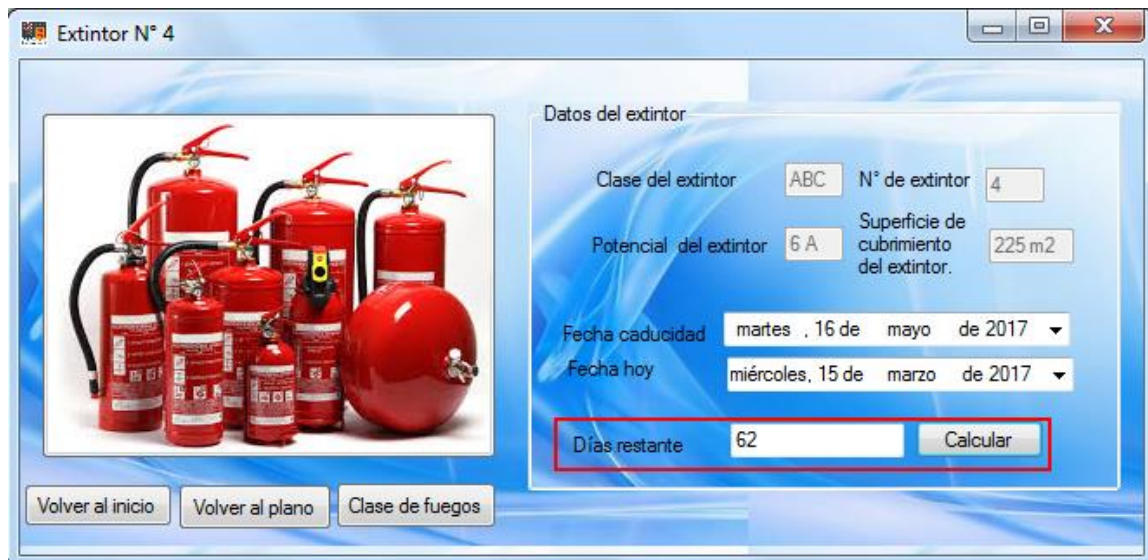 Extintor N° 4
Datos del extintor
Clase del extintor ABC N° de extintor 4
Potencial del extintor 6 A Superficie de
cubrimiento
del extintor. 225 m2
Fecha caducidad martes , 16 de mayo de 2017
Fecha hoy miércoles, 15 de marzo de 2017
Días restante 62 Calcular
Volver al inicio Volver al plano Clase de fuegos